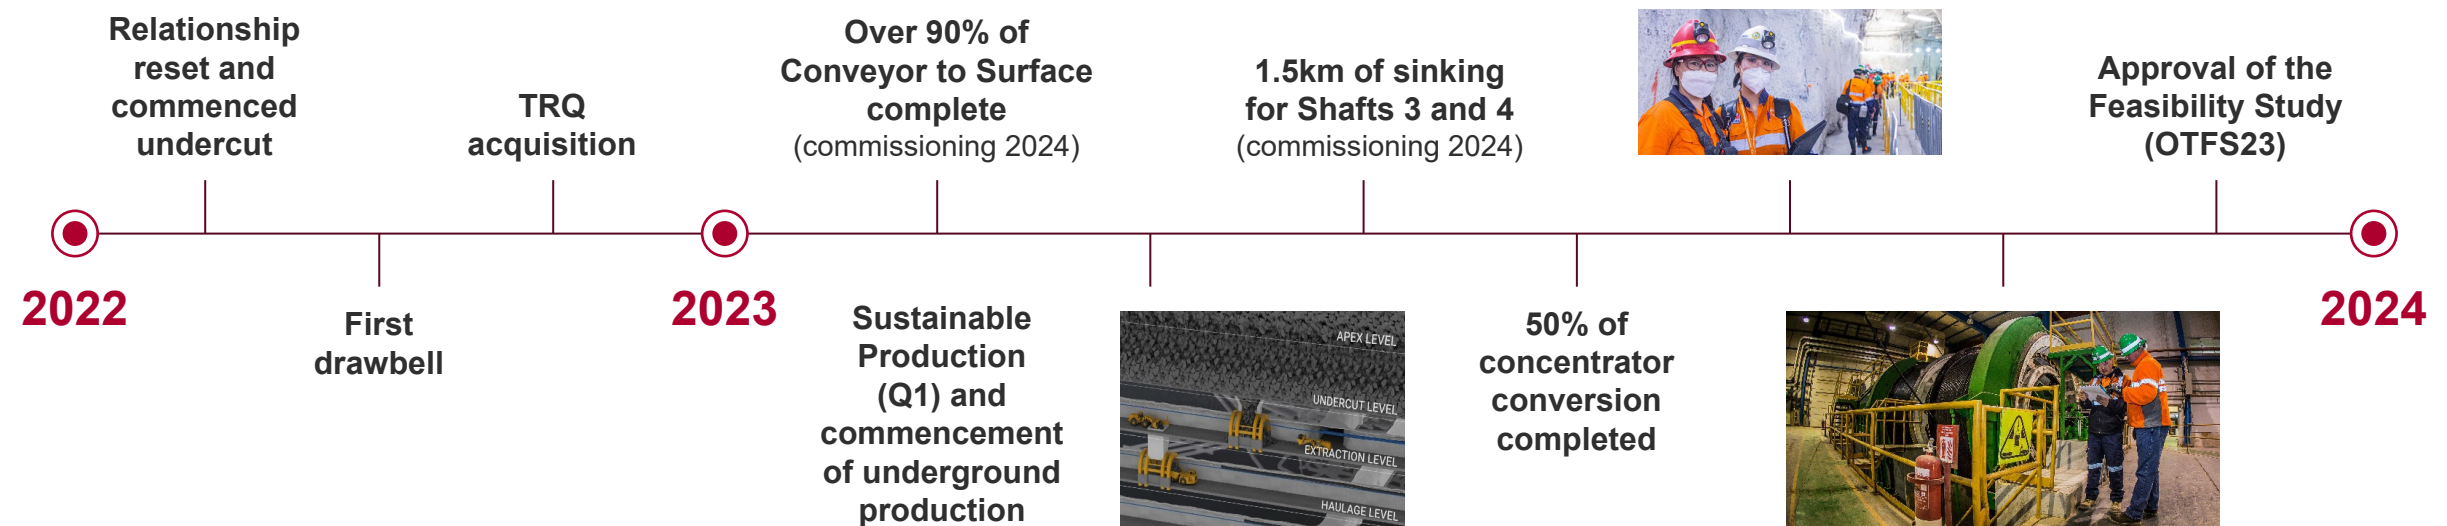 Relationship
reset and
commenced
undercut
TRQ
acquisition
Over 90% of
Conveyor to Surface
complete
(commissioning 2024)
1.5km of sinking
for Shafts 3 and 4
(commissioning 2024)
Approval of the
Feasibility Study
(OTFS23)
2022
2023
2024
First
drawbell
Sustainable
Production
(Q1) and
commencement
of underground
production
APEX LEVEL
UNDERCUT LEVEL
EXTRACTION LEVEL
HAULAGE LEVEL
50% of
concentrator
conversion
completed